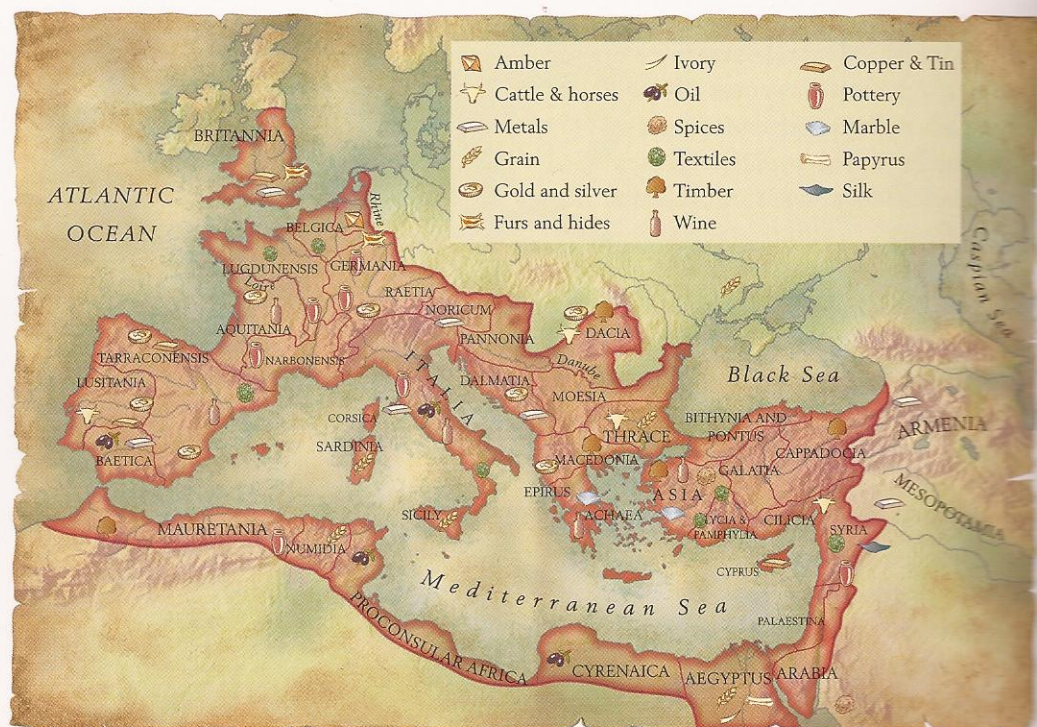 Amber
Cattle & horses
Metals
Grain
Gold and silver
Furs and hides
Ivory
Oil
Spices
Textiles
Timber
Wine
Copper & Tin
Pottery
Marble
Papyrus
Silk
BRITANNIA
ATLANTIC
OCEAN
Rhine
BELGICA
LUGDUNENSIS
GERMANIA
Loire
RAETIA
NORICUM
AQUITANIA
PANNONIA
DACIA
Caspian Sea
TARRACONENSIS
NARBONENSIS
ITALIA
Danube
LUSITANIA
DALMATIA
Black Sea
MOESIA
CORSICA
BITHYNIA AND
PONTUS
THRACE
ARMENIA
SARDINIA
MACEDONIA
CAPPADOCIA
BAETICA
GALATIA
EPIRUS
ASIA
MESOPOTAMIA
SICILY
ACHAEA
LYCIA &
PAMPHYLIA
CILICIA
MAURETANIA
SYRIA
NUMIDIA
CYPRUS
Mediterranean Sea
PALAESTINA
PROCONSULAR AFRICA
CYRENAICA
AEGYPTUS
ARABIA